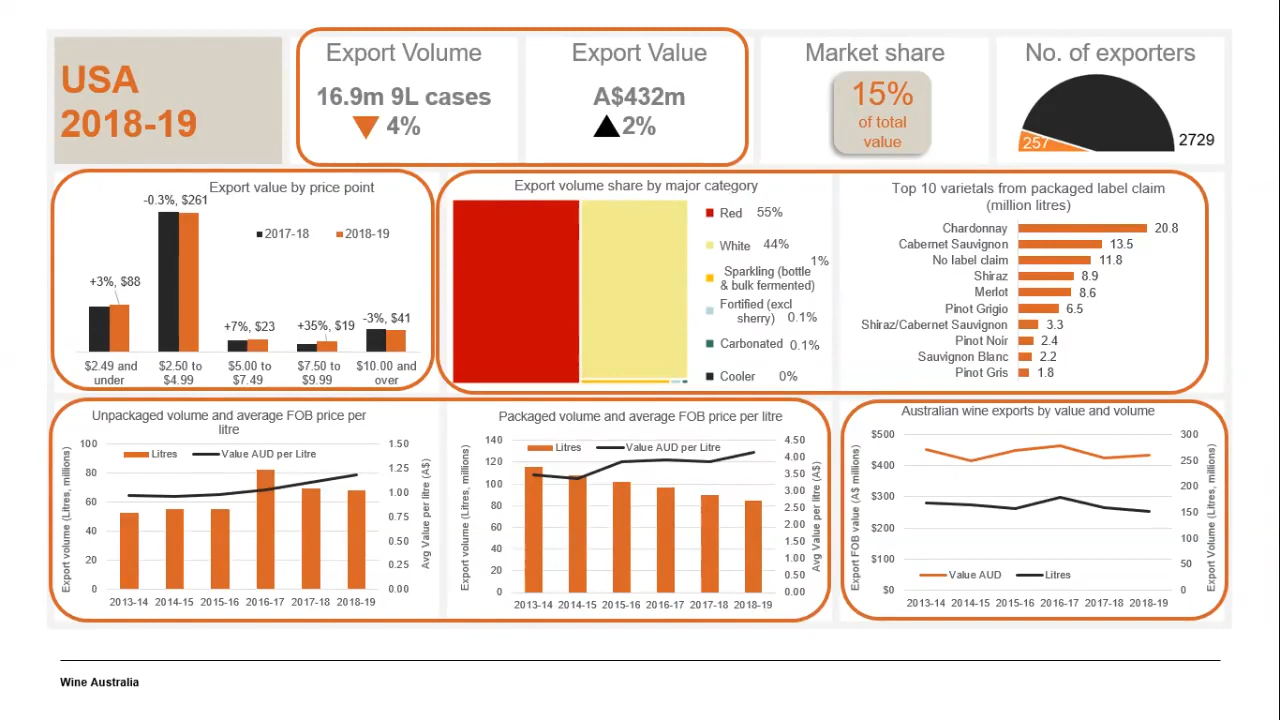 USA
2018-19
Export Volume
16.9m 9L cases
4%
Export Value
A$432m
2%
Market share
15%
of total
value
No. of exporters
257
2729
Export value by price point
-0.3%, $261
2017-18
2018-19
+3%, $88
+7%, $23
+35%, $19
-3%, $41
$2.49 and
under
$2.50 to
$4.99
$5.00 to
$7.49
$7.50 to
$9.99
$10.00 and
over
Export volume share by major category
Red 55%
White 44%
1%
Sparkling (bottle
& bulk fermented)
Fortified (excl
sherry) 0.1%
Carbonated 0.1%
Cooler 0%
Top 10 varietals from packaged label claim
(million litres)
Chardonnay 20.8
Cabernet Sauvignon 13.5
No label claim 11.8
Shiraz 8.9
Merlot 8.6
Pinot Grigio 6.5
Shiraz/Cabernet Sauvignon 3.3
Pinot Noir 2.4
Sauvignon Blanc 2.2
Pinot Gris 1.8
Unpackaged volume and average FOB price per
litre
Litres
Value AUD per Litre
Export volume (Litres, millions)
100
80
60
40
20
0
1.50
1.25
1.00
0.75
0.50
0.25
0.00
Avg Value per litre (A$)
2013-14 2014-15 2015-16 2016-17 2017-18 2018-19
Packaged volume and average FOB price per litre
Litres
Value AUD per Litre
Export volume (Litres, millions)
140
120
100
80
60
40
20
0
4.50
4.00
3.50
3.00
2.50
2.00
1.50
1.00
0.50
0.00
Avg Value per litre (A$)
2013-14 2014-15 2015-16 2016-17 2017-18 2018-19
Australian wine exports by value and volume
Export FOB value (A$ millions)
$500
$400
$300
$200
$100
$0
300
250
200
150
100
50
0
Export Volume (Litres, millions)
Value AUD
Litres
2013-14 2014-15 2015-16 2016-17 2017-18 2018-19
Wine Australia